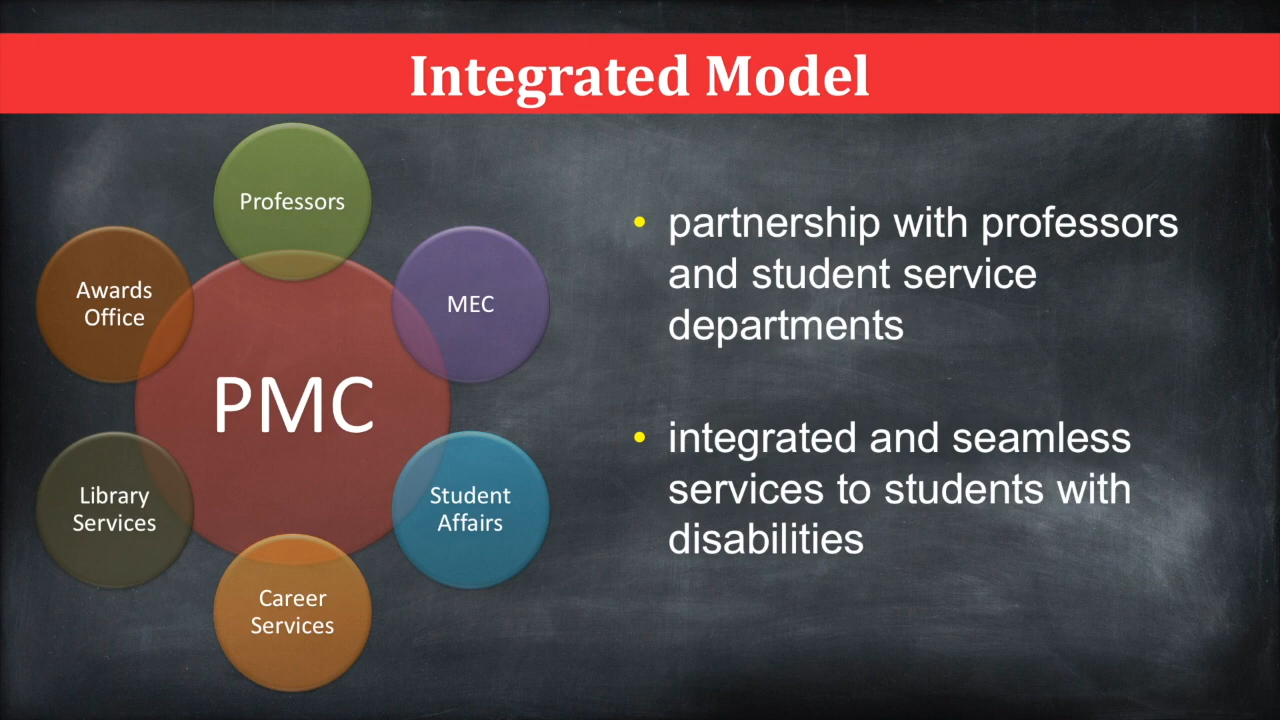 Integrated Model
Professors
Awards
Office
MEC
PMC
Library
Services
Student
Affairs
Career
Services
• partnership with professors
and student service
departments
• integrated and seamless
services to students with
disabilities